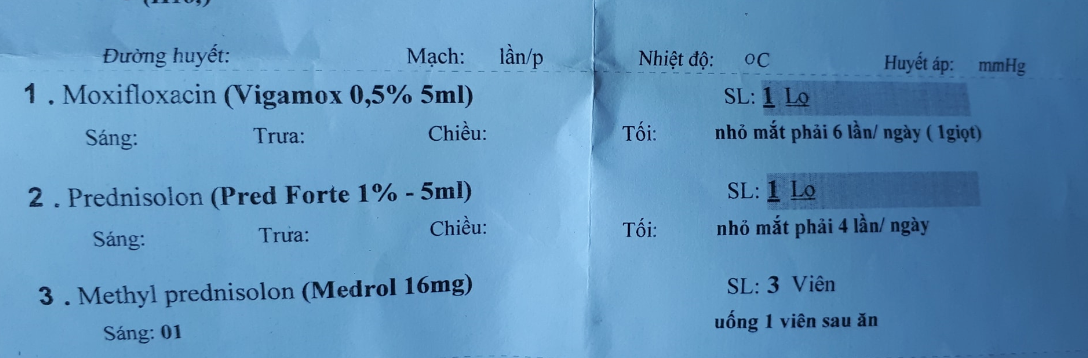 Đường huyết: Mạch: lần/p Nhiệt độ: oC Huyết áp: mmHg
1 . Moxifloxacin (Vigamox 0,5% 5ml) SL: 1 Lọ
Sáng: Trưa: Chiều: Tối: nhỏ mắt phải 6 lần/ ngày ( 1giọt)
2 . Prednisolon (Pred Forte 1% - 5ml) SL: 1 Lọ
Sáng: Trưa: Chiều: Tối: nhỏ mắt phải 4 lần/ ngày
3 . Methyl prednisolon (Medrol 16mg) SL: 3 Viên
Sáng: 01 uống 1 viên sau ăn